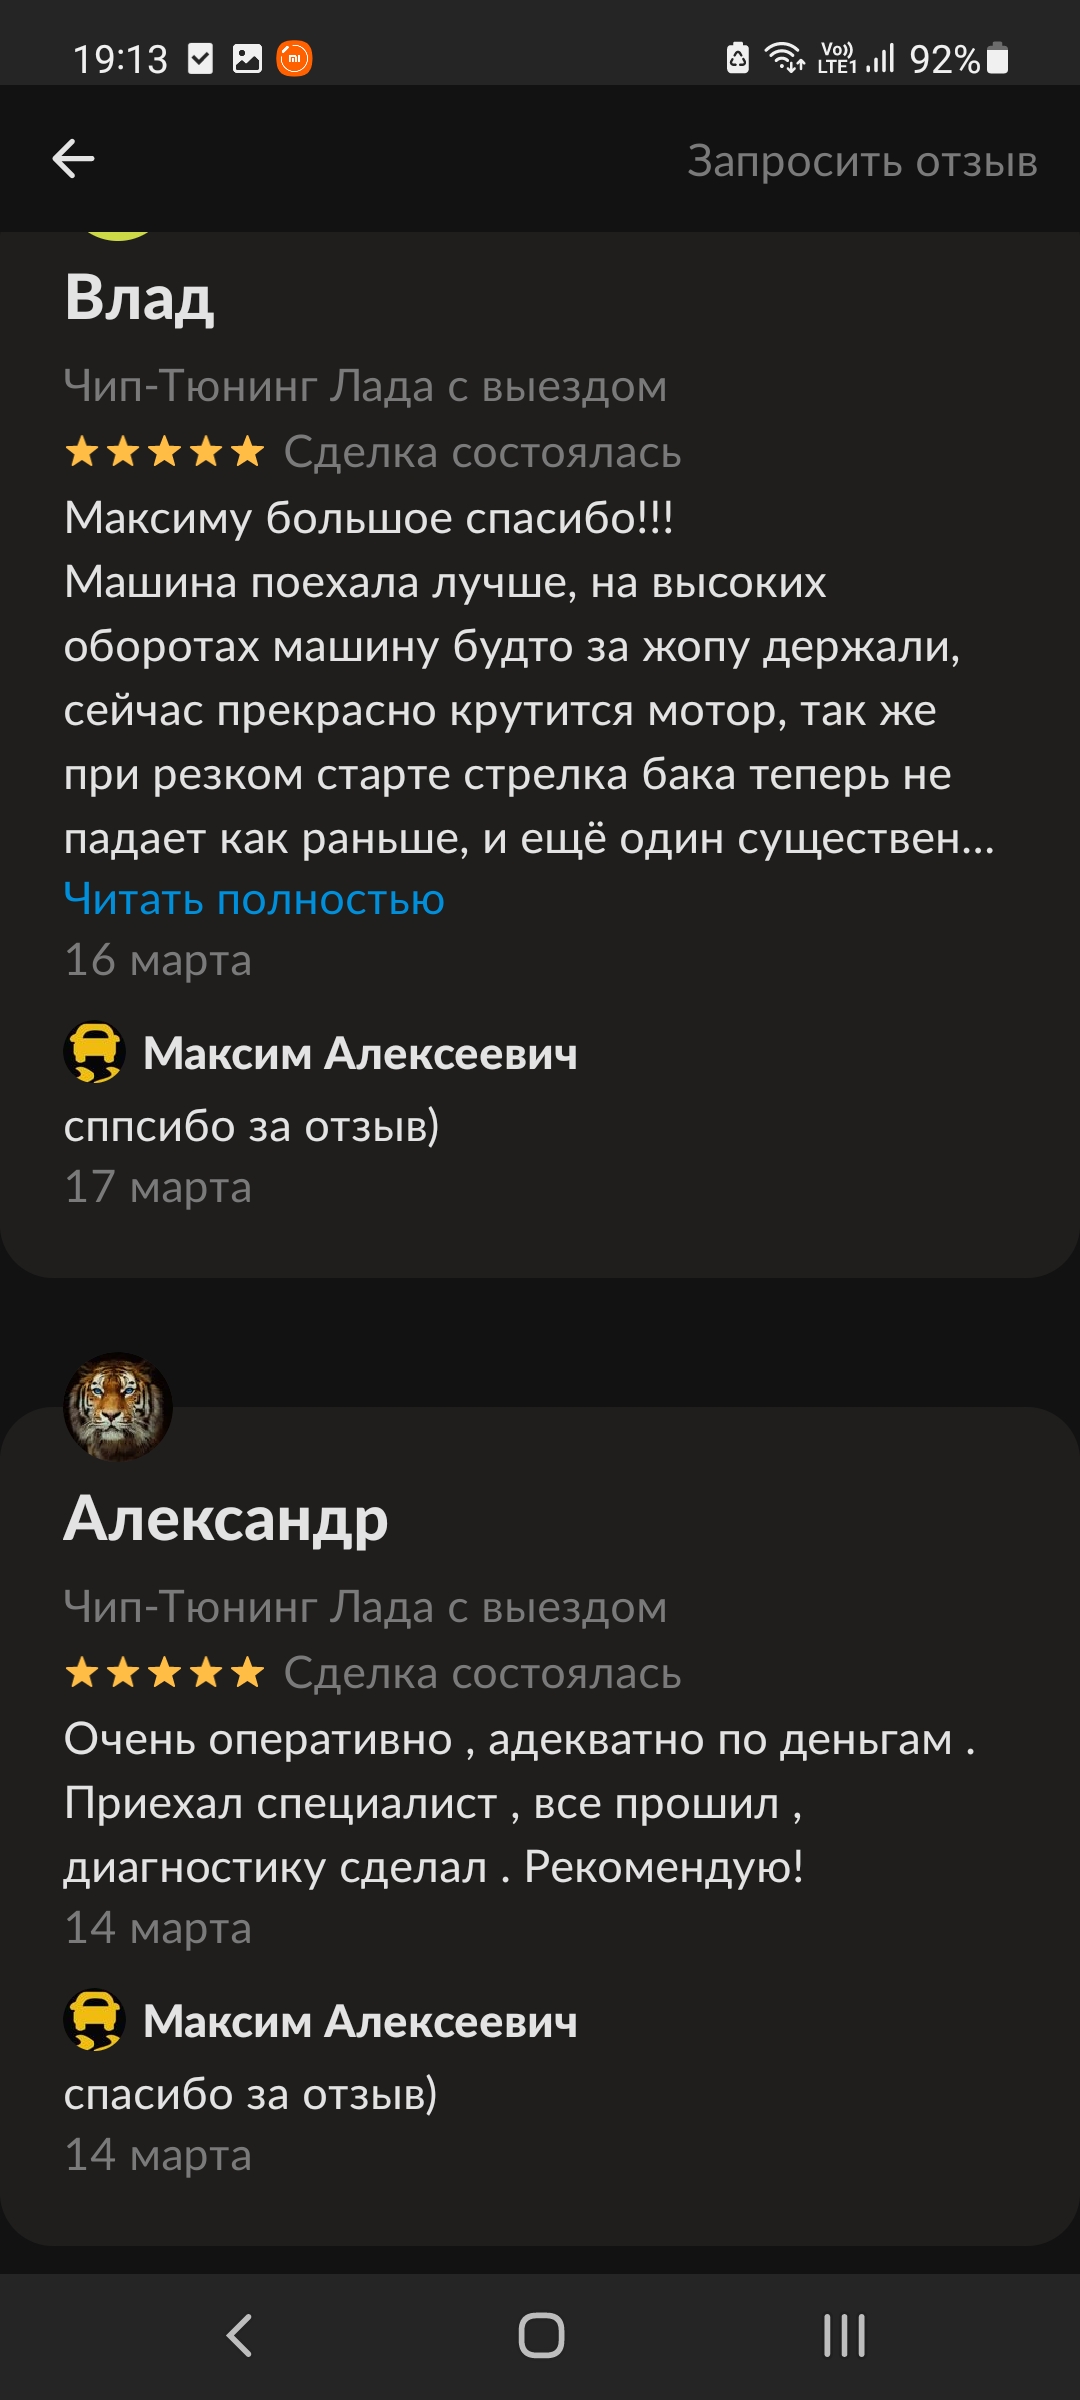 19:13
Vo))
LTE1
92%
Запросить отзыв
Влад
Чип-Тюнинг Лада с выездом
Сделка состоялась
Максиму большое спасибо!!!
Машина поехала лучше, на высоких
оборотах машину будто за жопу держали,
сейчас прекрасно крутится мотор, так же
при резком старте стрелка бака теперь не
падает как раньше, и ещё один существен...
Читать полностью
16 марта
Максим Алексеевич
сппсибо за отзыв)
17 марта
Александр
Чип-Тюнинг Лада с выездом
Сделка состоялась
Очень оперативно , адекватно по деньгам .
Приехал специалист , все прошил ,
диагностику сделал . Рекомендую!
14 марта
Максим Алексеевич
спасибо за отзыв)
14 марта